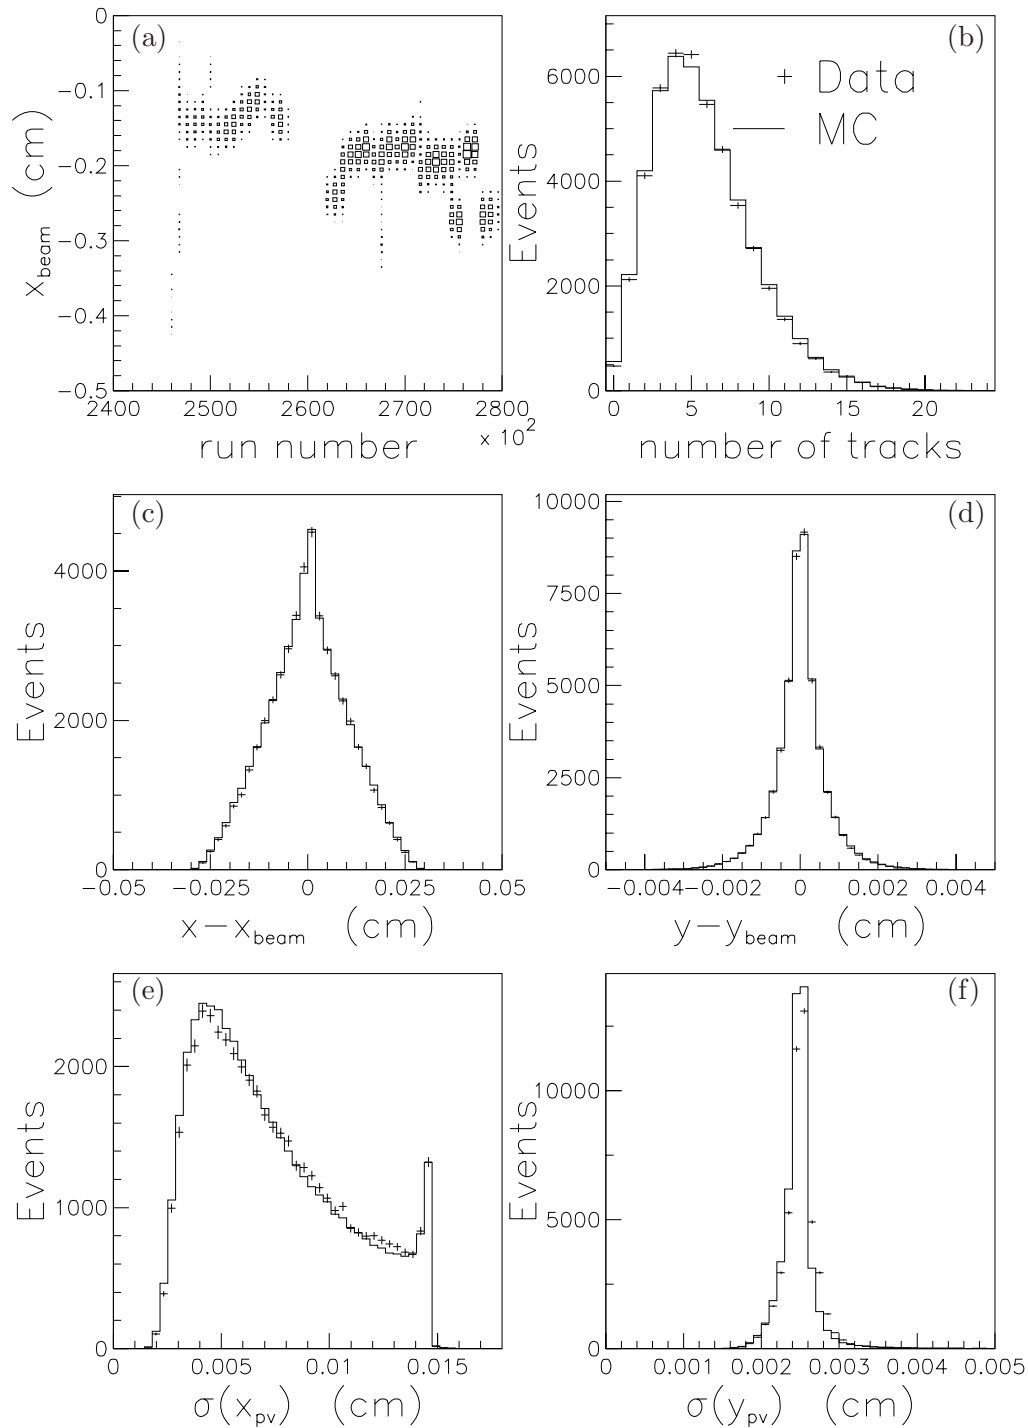 (a)
0
−0.1
−0.2
−0.3
−0.4
−0.5
x_beam (cm)
2400 2500 2600 2700 2800
× 10^2
run number
(b)
Data
MC
6000
4000
2000
0
Events
0 5 10 15 20
number of tracks
(c)
4000
2000
0
Events
−0.05 −0.025 0 0.025 0.05
x−x_beam (cm)
(d)
10000
7500
5000
2500
0
Events
−0.004 −0.002 0 0.002 0.004
y−y_beam (cm)
(e)
2000
1000
0
Events
0 0.005 0.01 0.015
σ(x_pv) (cm)
(f)
10000
5000
0
Events
0 0.001 0.002 0.003 0.004 0.005
σ(y_pv) (cm)